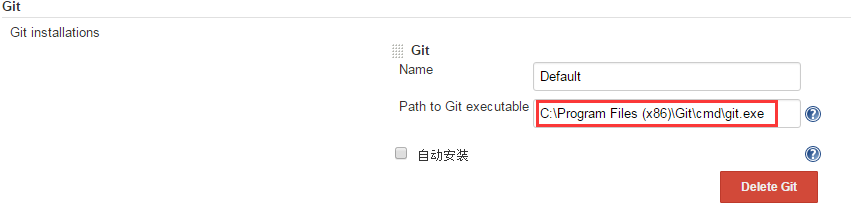 Git
Git installations
Git
Name
Default
Path to Git executable
C:\Program Files (x86)\Git\cmd\git.exe
自动安装
Delete Git